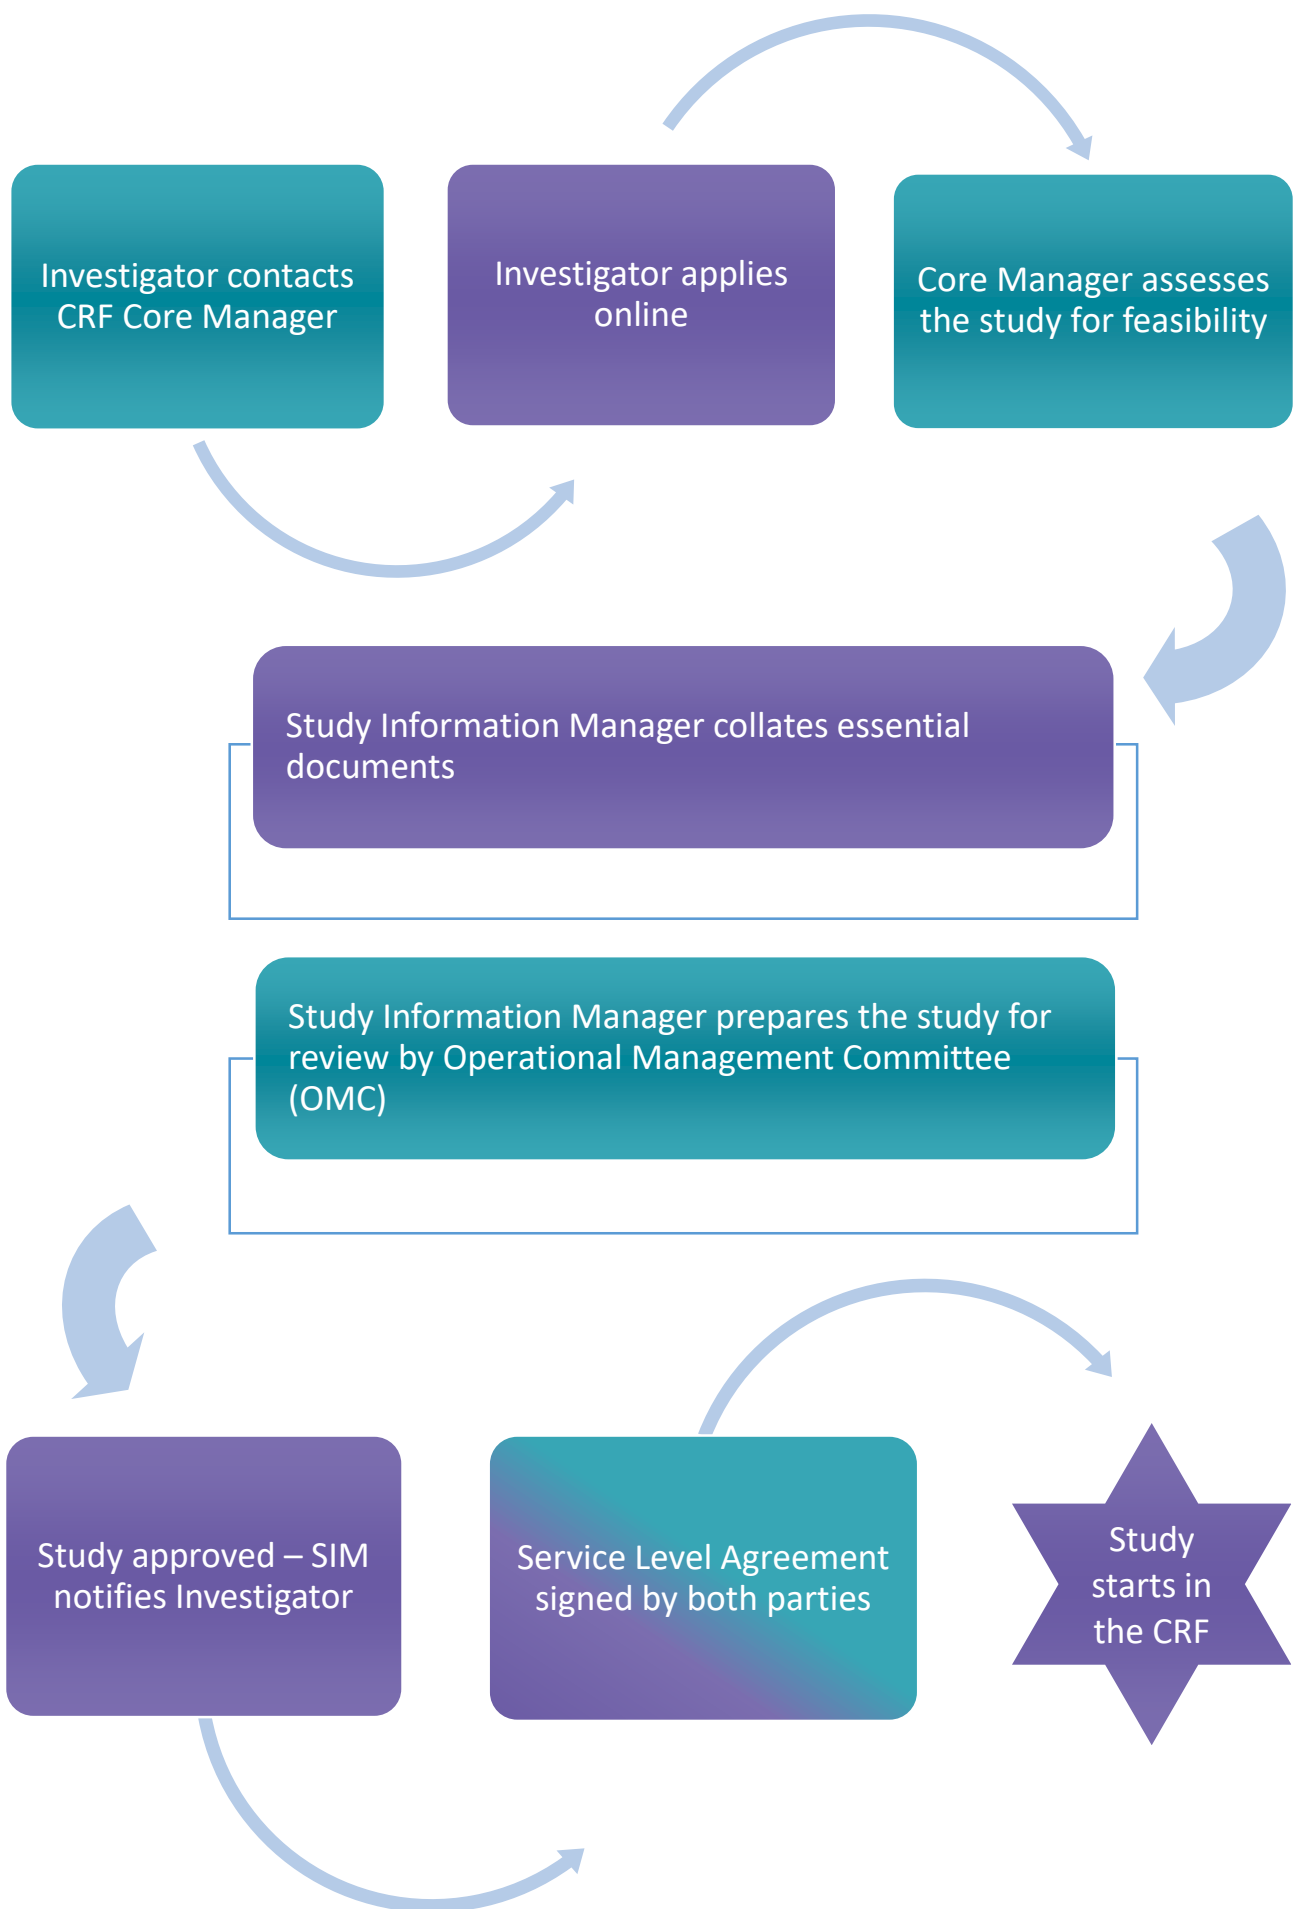 Investigator contacts
CRF Core Manager
Investigator applies
online
Core Manager assesses
the study for feasibility
Study Information Manager collates essential
documents
Study Information Manager prepares the study for
review by Operational Management Committee
(OMC)
Study approved – SIM
notifies Investigator
Service Level Agreement
signed by both parties
Study
starts in
the CRF